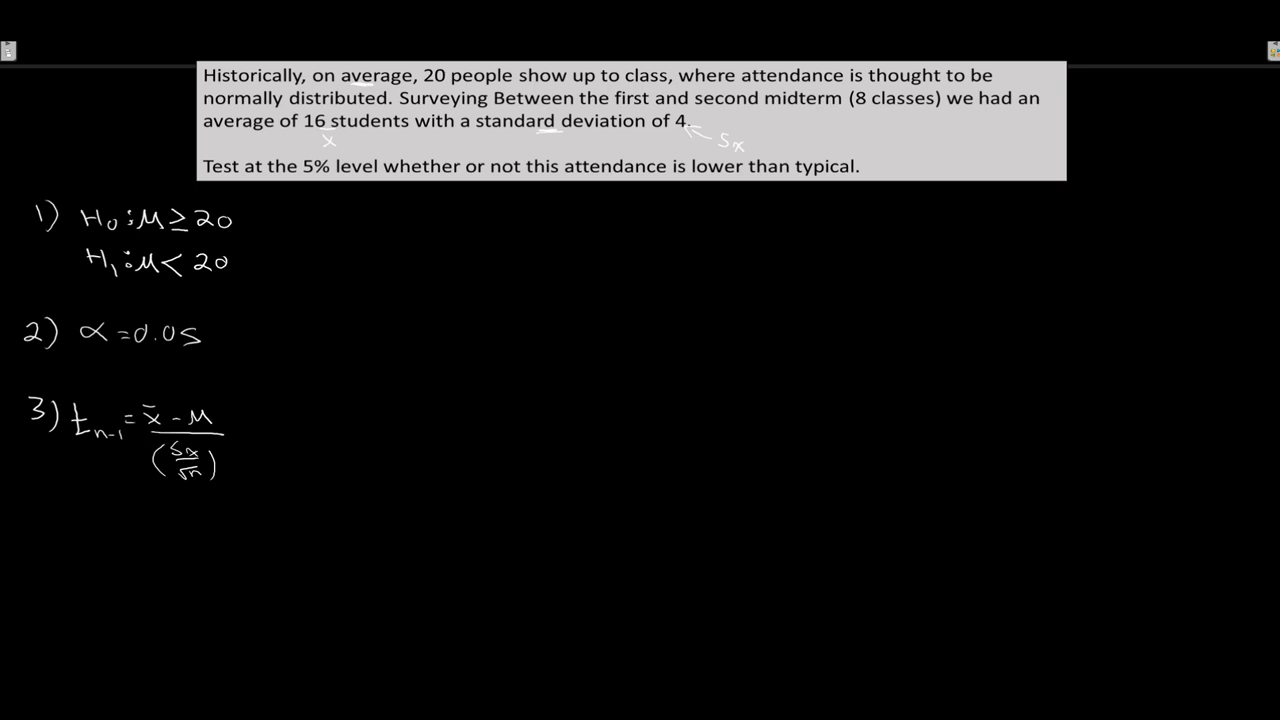 Historically, on average, 20 people show up to class, where attendance is thought to be
normally distributed. Surveying Between the first and second midterm (8 classes) we had an
average of 16 students with a standard deviation of 4.
x̄ ← Sx
Test at the 5% level whether or not this attendance is lower than typical.
1) H₀: μ ≥ 20
H₁: μ < 20
2) α = 0.05
3) tₙ₋₁ = x̄ - μ
(Sx
√n)